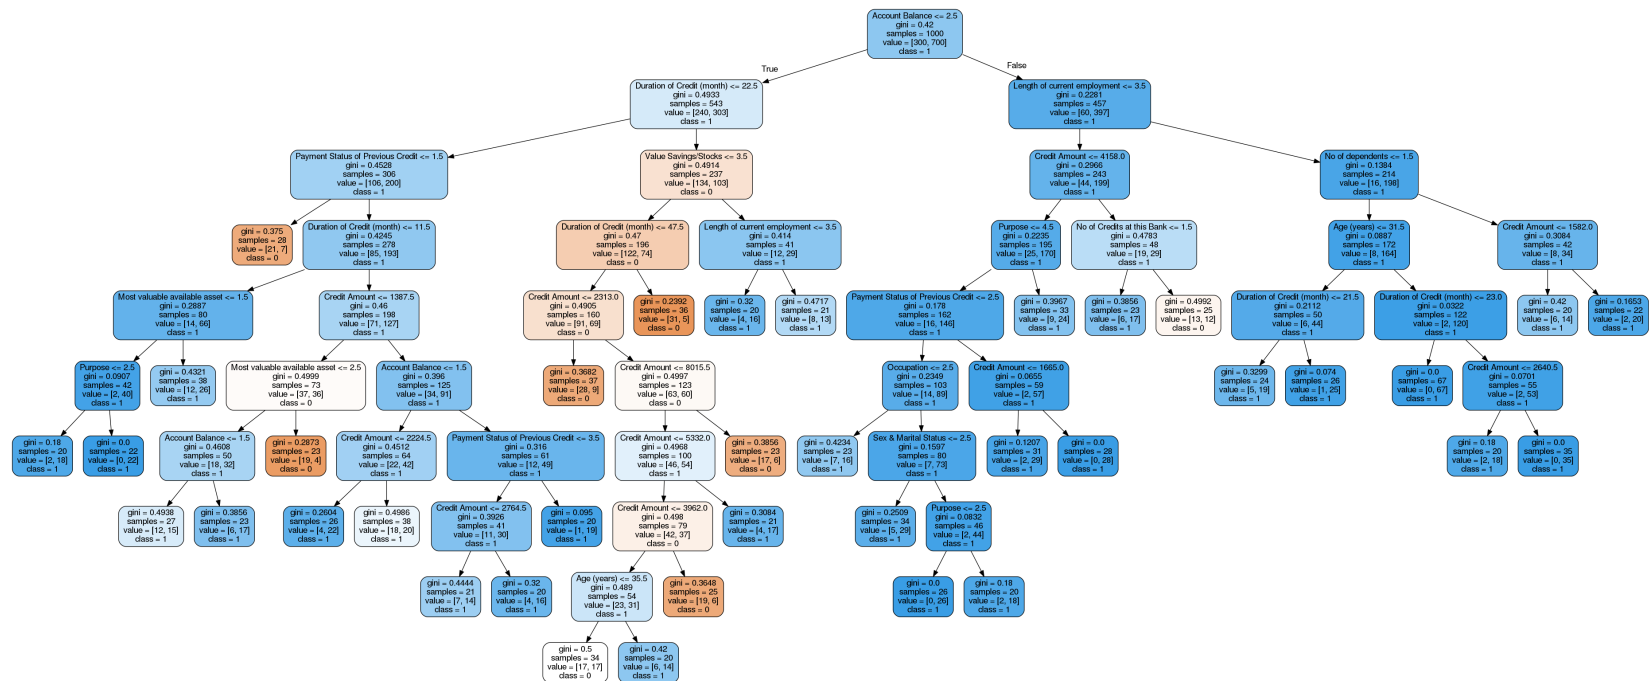 Account Balance <= 2.5
gini = 0.42
samples = 1000
value = [300, 700]
class = 1
True
False
Duration of Credit (month) <= 22.5
gini = 0.4933
samples = 543
value = [240, 303]
class = 1
Length of current employment <= 3.5
gini = 0.2281
samples = 457
value = [60, 397]
class = 1
Payment Status of Previous Credit <= 1.5
gini = 0.4528
samples = 306
value = [106, 200]
class = 1
Value Savings/Stocks <= 3.5
gini = 0.4914
samples = 237
value = [134, 103]
class = 0
Credit Amount <= 4158.0
gini = 0.2966
samples = 243
value = [44, 199]
class = 1
No of dependents <= 1.5
gini = 0.1384
samples = 214
value = [16, 198]
class = 1
gini = 0.375
samples = 28
value = [21, 7]
class = 0
Duration of Credit (month) <= 11.5
gini = 0.4245
samples = 278
value = [85, 193]
class = 1
Duration of Credit (month) <= 47.5
gini = 0.47
samples = 196
value = [122, 74]
class = 0
Length of current employment <= 3.5
gini = 0.414
samples = 41
value = [12, 29]
class = 1
Purpose <= 4.5
gini = 0.2235
samples = 195
value = [25, 170]
class = 1
No of Credits at this Bank <= 1.5
gini = 0.4783
samples = 48
value = [19, 29]
class = 1
Age (years) <= 31.5
gini = 0.0887
samples = 172
value = [8, 164]
class = 1
Credit Amount <= 1582.0
gini = 0.3084
samples = 42
value = [8, 34]
class = 1
Most valuable available asset <= 1.5
gini = 0.2887
samples = 80
value = [14, 66]
class = 1
Credit Amount <= 1387.5
gini = 0.46
samples = 198
value = [71, 127]
class = 1
Credit Amount <= 2313.0
gini = 0.4905
samples = 160
value = [91, 69]
class = 0
gini = 0.2392
samples = 36
value = [31, 5]
class = 0
gini = 0.32
samples = 20
value = [4, 16]
class = 1
gini = 0.4717
samples = 21
value = [8, 13]
class = 1
Payment Status of Previous Credit <= 2.5
gini = 0.178
samples = 162
value = [16, 146]
class = 1
gini = 0.3967
samples = 33
value = [9, 24]
class = 1
gini = 0.3856
samples = 23
value = [6, 17]
class = 1
gini = 0.4992
samples = 25
value = [13, 12]
class = 0
Duration of Credit (month) <= 21.5
gini = 0.2112
samples = 50
value = [6, 44]
class = 1
Duration of Credit (month) <= 23.0
gini = 0.0322
samples = 122
value = [2, 120]
class = 1
gini = 0.42
samples = 20
value = [6, 14]
class = 1
gini = 0.1653
samples = 22
value = [2, 20]
class = 1
Purpose <= 2.5
gini = 0.0907
samples = 42
value = [2, 40]
class = 1
gini = 0.4321
samples = 38
value = [12, 26]
class = 1
Most valuable available asset <= 2.5
gini = 0.4999
samples = 73
value = [37, 36]
class = 0
Account Balance <= 1.5
gini = 0.396
samples = 125
value = [34, 91]
class = 1
gini = 0.3682
samples = 37
value = [28, 9]
class = 0
Credit Amount <= 8015.5
gini = 0.4997
samples = 123
value = [63, 60]
class = 0
Occupation <= 2.5
gini = 0.2349
samples = 103
value = [14, 89]
class = 1
Credit Amount <= 1665.0
gini = 0.0655
samples = 59
value = [2, 57]
class = 1
gini = 0.3299
samples = 24
value = [5, 19]
class = 1
gini = 0.074
samples = 26
value = [1, 25]
class = 1
gini = 0.0
samples = 67
value = [0, 67]
class = 1
Credit Amount <= 2640.5
gini = 0.0701
samples = 55
value = [2, 53]
class = 1
gini = 0.18
samples = 20
value = [2, 18]
class = 1
gini = 0.0
samples = 22
value = [0, 22]
class = 1
Account Balance <= 1.5
gini = 0.4608
samples = 50
value = [18, 32]
class = 1
gini = 0.2873
samples = 23
value = [19, 4]
class = 0
Credit Amount <= 2224.5
gini = 0.4512
samples = 64
value = [22, 42]
class = 1
Payment Status of Previous Credit <= 3.5
gini = 0.316
samples = 61
value = [12, 49]
class = 1
Credit Amount <= 5332.0
gini = 0.4968
samples = 100
value = [46, 54]
class = 1
gini = 0.3856
samples = 23
value = [17, 6]
class = 0
gini = 0.4234
samples = 23
value = [7, 16]
class = 1
Sex & Marital Status <= 2.5
gini = 0.1597
samples = 80
value = [7, 73]
class = 1
gini = 0.1207
samples = 31
value = [2, 29]
class = 1
gini = 0.0
samples = 28
value = [0, 28]
class = 1
gini = 0.18
samples = 20
value = [2, 18]
class = 1
gini = 0.0
samples = 35
value = [0, 35]
class = 1
gini = 0.4938
samples = 27
value = [12, 15]
class = 1
gini = 0.3856
samples = 23
value = [6, 17]
class = 1
gini = 0.2604
samples = 26
value = [4, 22]
class = 1
gini = 0.4986
samples = 38
value = [18, 20]
class = 1
Credit Amount <= 2764.5
gini = 0.3926
samples = 41
value = [11, 30]
class = 1
gini = 0.095
samples = 20
value = [1, 19]
class = 1
Credit Amount <= 3962.0
gini = 0.498
samples = 79
value = [42, 37]
class = 0
gini = 0.3084
samples = 21
value = [4, 17]
class = 1
gini = 0.2509
samples = 34
value = [5, 29]
class = 1
Purpose <= 2.5
gini = 0.0832
samples = 46
value = [2, 44]
class = 1
gini = 0.4444
samples = 21
value = [7, 14]
class = 1
gini = 0.32
samples = 20
value = [4, 16]
class = 1
Age (years) <= 35.5
gini = 0.489
samples = 54
value = [23, 31]
class = 1
gini = 0.3648
samples = 25
value = [19, 6]
class = 0
gini = 0.0
samples = 26
value = [0, 26]
class = 1
gini = 0.18
samples = 20
value = [2, 18]
class = 1
gini = 0.5
samples = 34
value = [17, 17]
class = 0
gini = 0.42
samples = 20
value = [6, 14]
class = 1